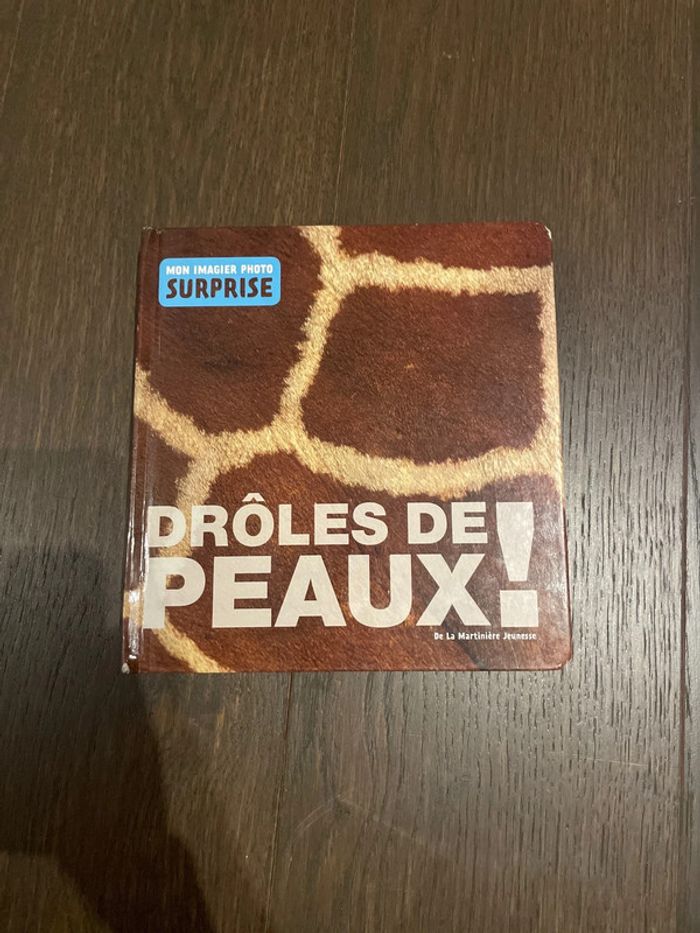 MON IMAGIER PHOTO
SURPRISE
DRÔLES DE
PEAUX!
De La Martinière Jeunesse